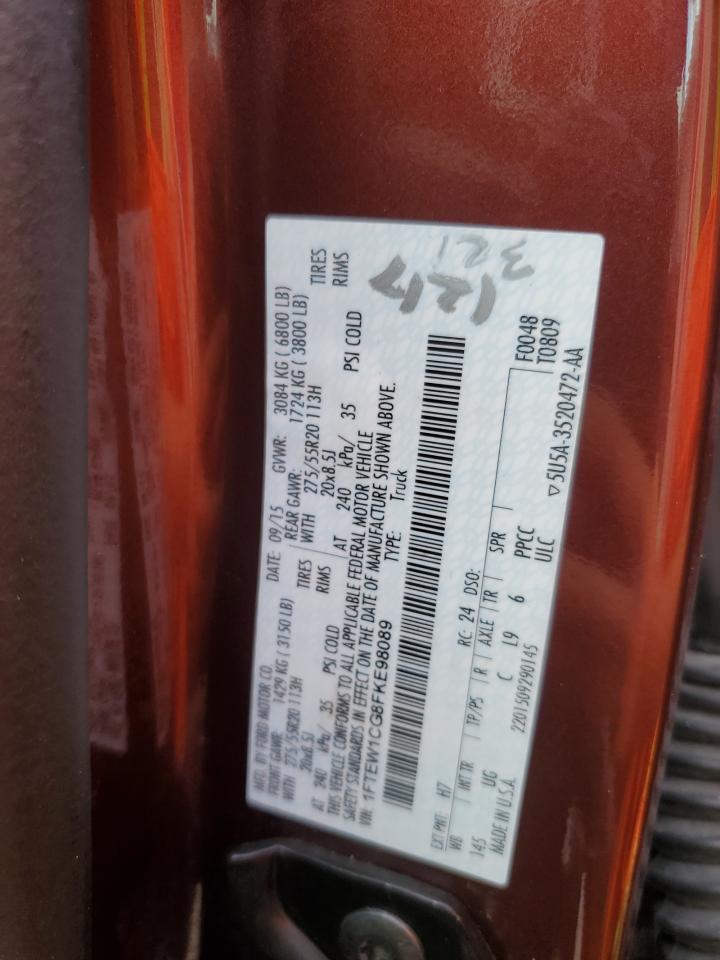 MFD. BY FORD MOTOR CO. DATE: 09/15 GVWR: 3084 KG ( 6800 LB)
FRONT GAWR: 1429 KG ( 3150 LB) REAR GAWR: 1724 KG ( 3800 LB)
WITH 275/55R20 113H TIRES WITH 275/55R20 113H TIRES
20x8.5J RIMS 20x8.5J RIMS
AT 240 kPa/ 35 PSI COLD AT 240 kPa/ 35 PSI COLD
THIS VEHICLE CONFORMS TO ALL APPLICABLE FEDERAL MOTOR VEHICLE
SAFETY STANDARDS IN EFFECT ON THE DATE OF MANUFACTURE SHOWN ABOVE.
VIN: 1FTEW1CG8FKE98089 TYPE: Truck
EXT PNT: H7 RC: 24 DSO:
WB INT TR TP/PS R AXLE TR SPR F0048
145 UG C L9 6 PPCC T0809
MADE IN U.S.A. 2201509290145 ULC
▽5U5A-3520472-AA